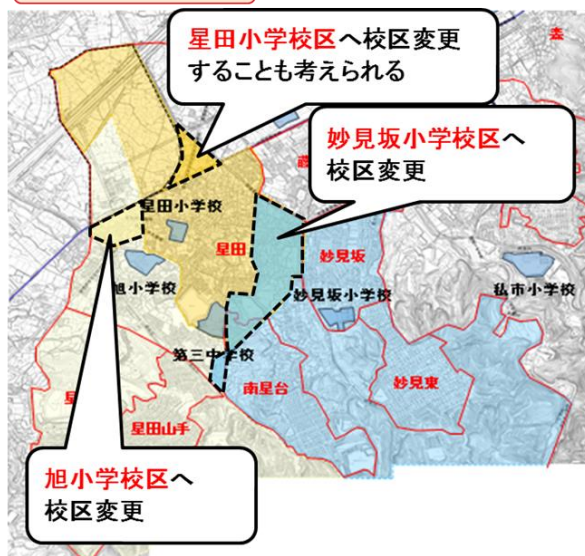 星田小学校区へ校区変更
することも考えられる
妙見坂小学校区へ
校区変更
星田小学校
星田
妙見坂
旭小学校
妙見坂小学校
私市小学校
第三中学校
南星台
妙見東
星田山手
旭小学校区へ
校区変更